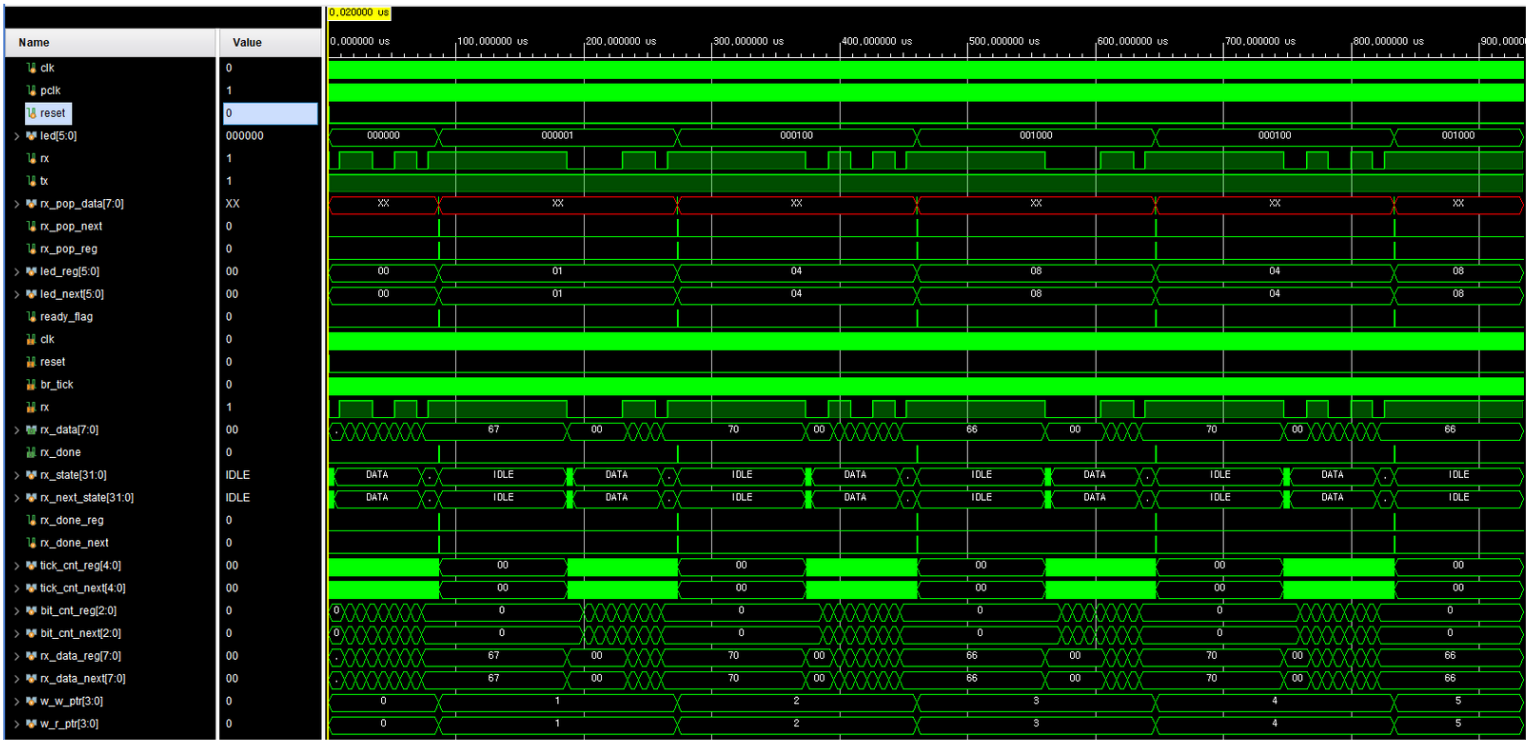 0,020000 us
Name Value 0,000000 us 100,000000 us 200,000000 us 300,000000 us 400,000000 us 500,000000 us 600,000000 us 700,000000 us 800,000000 us 900,0000
clk 0
pclk 1
reset 0
led[5:0] 000000 000000 000001 000100 001000 000100 001000
rx 1
tx 1
rx_pop_data[7:0] XX XX XX XX XX XX XX
rx_pop_next 0
rx_pop_reg 0
led_reg[5:0] 00 00 01 04 08 04 08
led_next[5:0] 00 00 01 04 08 04 08
ready_flag 0
clk 0
reset 0
br_tick 0
rx 1
rx_data[7:0] 00 . 67 00 70 00 66 00 70 00 66
rx_done 0
rx_state[31:0] IDLE DATA . IDLE DATA . IDLE DATA . IDLE DATA . IDLE DATA . IDLE
rx_next_state[31:0] IDLE DATA . IDLE DATA . IDLE DATA . IDLE DATA . IDLE DATA . IDLE
rx_done_reg 0
rx_done_next 0
tick_cnt_reg[4:0] 00 00 00 00 00 00
tick_cnt_next[4:0] 00 00 00 00 00 00
bit_cnt_reg[2:0] 0 0 0 0 0 0 0
bit_cnt_next[2:0] 0 0 0 0 0 0 0
rx_data_reg[7:0] 00 . 67 00 70 00 66 00 70 00 66
rx_data_next[7:0] 00 . 67 00 70 00 66 00 70 00 66
w_w_ptr[3:0] 0 0 1 2 3 4 5
w_r_ptr[3:0] 0 0 1 2 3 4 5